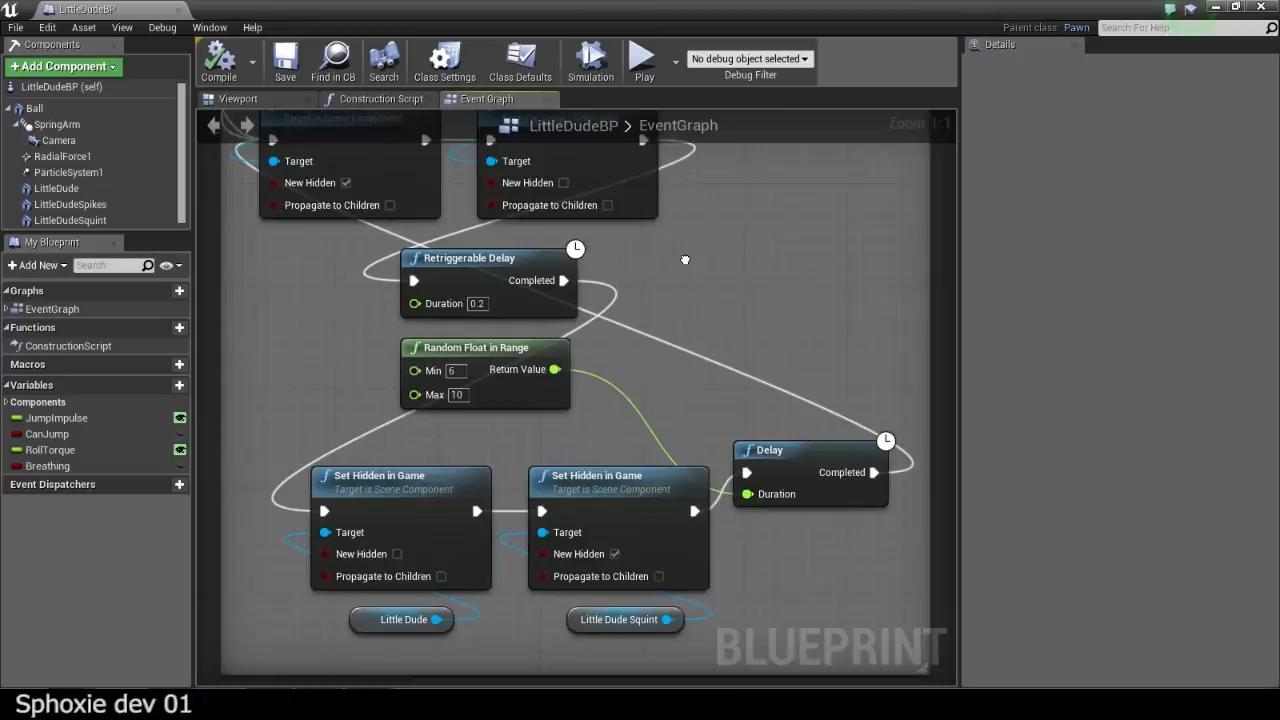 LittleDudeBP
File Edit Asset View Debug Window Help
Parent class: Pawn Search For Help
Components
Details
+ Add Component
Compile Save Find in CB Search Class Settings Class Defaults Simulation Play
No debug object selected
Debug Filter
LittleDudeBP (self)
Ball
SpringArm
Camera
RadialForce1
ParticleSystem1
LittleDude
LittleDudeSpikes
LittleDudeSquint
My Blueprint
Add New Search
Graphs
EventGraph
Functions
ConstructionScript
Macros
Variables
Components
JumpImpulse
CanJump
RollTorque
Breathing
Event Dispatchers
Viewport Construction Script Event Graph
LittleDudeBP > EventGraph
Zoom 1:1
Target is Scene Component
Target
New Hidden
Propagate to Children
Target
New Hidden
Propagate to Children
Retriggerable Delay
Completed
Duration 0.2
Random Float in Range
Min 6 Return Value
Max 10
Set Hidden in Game
Target is Scene Component
Target
New Hidden
Propagate to Children
Little Dude
Set Hidden in Game
Target is Scene Component
Target
New Hidden
Propagate to Children
Little Dude Squint
Delay
Completed
Duration
BLUEPRINT
Sphoxie dev 01